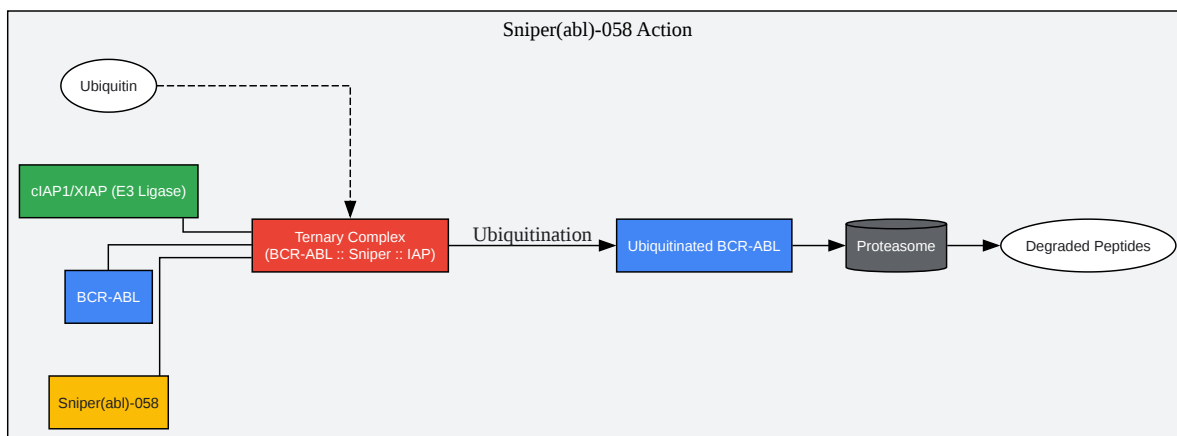 Sniper(abl)-058 Action
Ubiquitin
cIAP1/XIAP (E3 Ligase)
Ternary Complex
(BCR-ABL :: Sniper :: IAP)
Ubiquitination
Ubiquitinated BCR-ABL
Proteasome
Degraded Peptides
BCR-ABL
Sniper(abl)-058